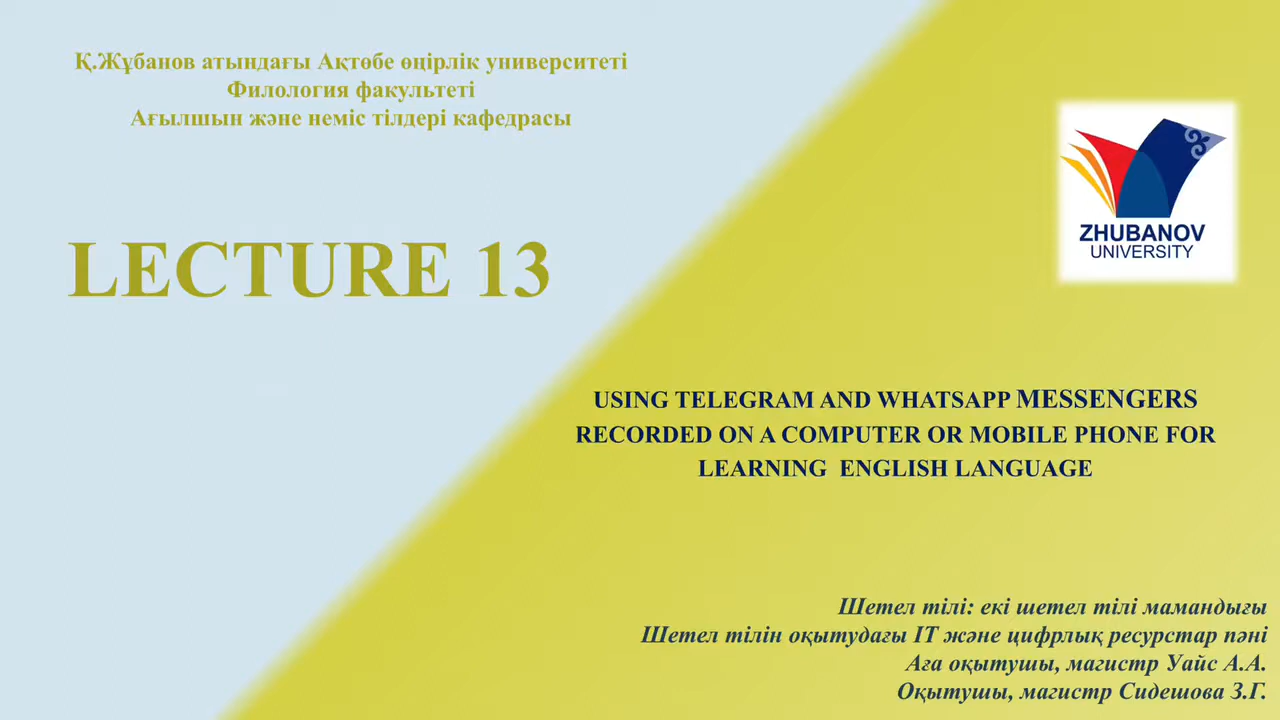 Қ.Жұбанов атындағы Ақтөбе өңірлік университеті
Филология факультеті
Ағылшын және неміс тілдері кафедрасы
LECTURE 13
ZHUBANOV
UNIVERSITY
USING TELEGRAM AND WHATSAPP MESSENGERS
RECORDED ON A COMPUTER OR MOBILE PHONE FOR
LEARNING ENGLISH LANGUAGE
Шетел тілі: екі шетел тілі мамандығы
Шетел тілін оқытудағы IT және цифрлық ресурстар пәні
Аға оқытушы, магистр Уайс А.А.
Оқытушы, магистр Сидешова З.Г.